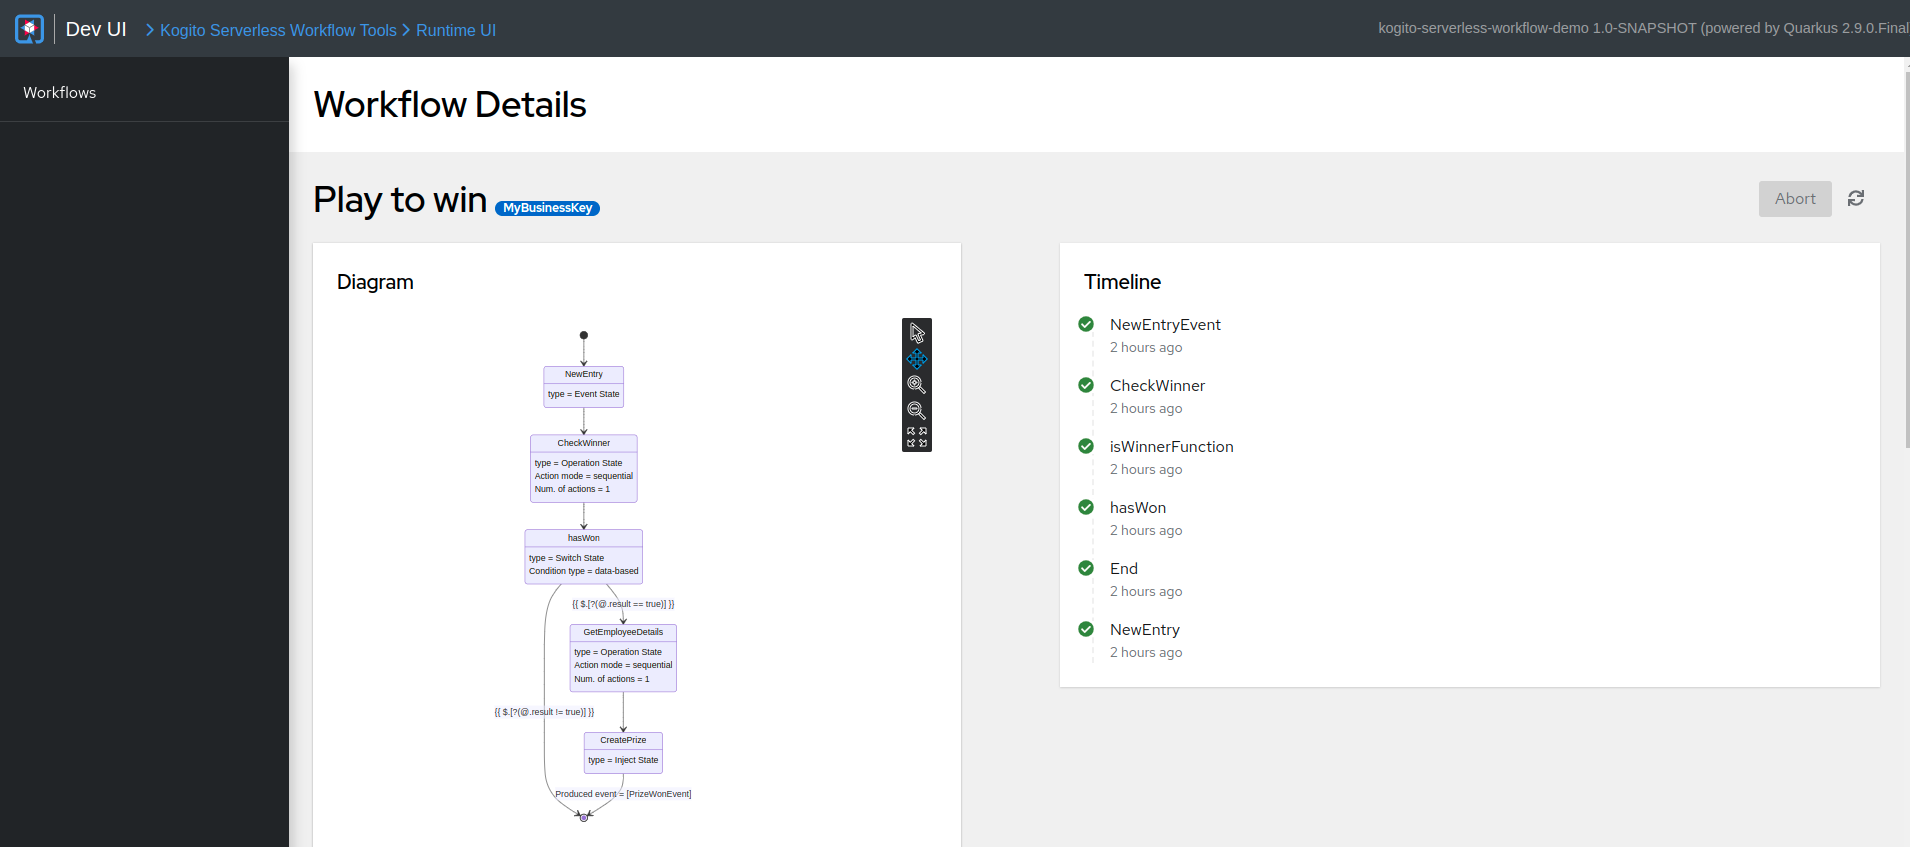 Dev UI
Kogito Serverless Workflow Tools
Runtime UI
kogito-serverless-workflow-demo 1.0-SNAPSHOT (powered by Quarkus 2.9.0.Final
Workflows
Workflow Details
Play to win
MyBusinessKey
Abort
Diagram
NewEntry
type = Event State
CheckWinner
type = Operation State
Action mode = sequential
Num. of actions = 1
hasWon
type = Switch State
Condition type = data-based
{{ $.[?(@.result == true)] }}
GetEmployeeDetails
type = Operation State
Action mode = sequential
Num. of actions = 1
{{ $.[?(@.result != true)] }}
CreatePrize
type = Inject State
Produced event = [PrizeWonEvent]
Timeline
NewEntryEvent
2 hours ago
CheckWinner
2 hours ago
isWinnerFunction
2 hours ago
hasWon
2 hours ago
End
2 hours ago
NewEntry
2 hours ago